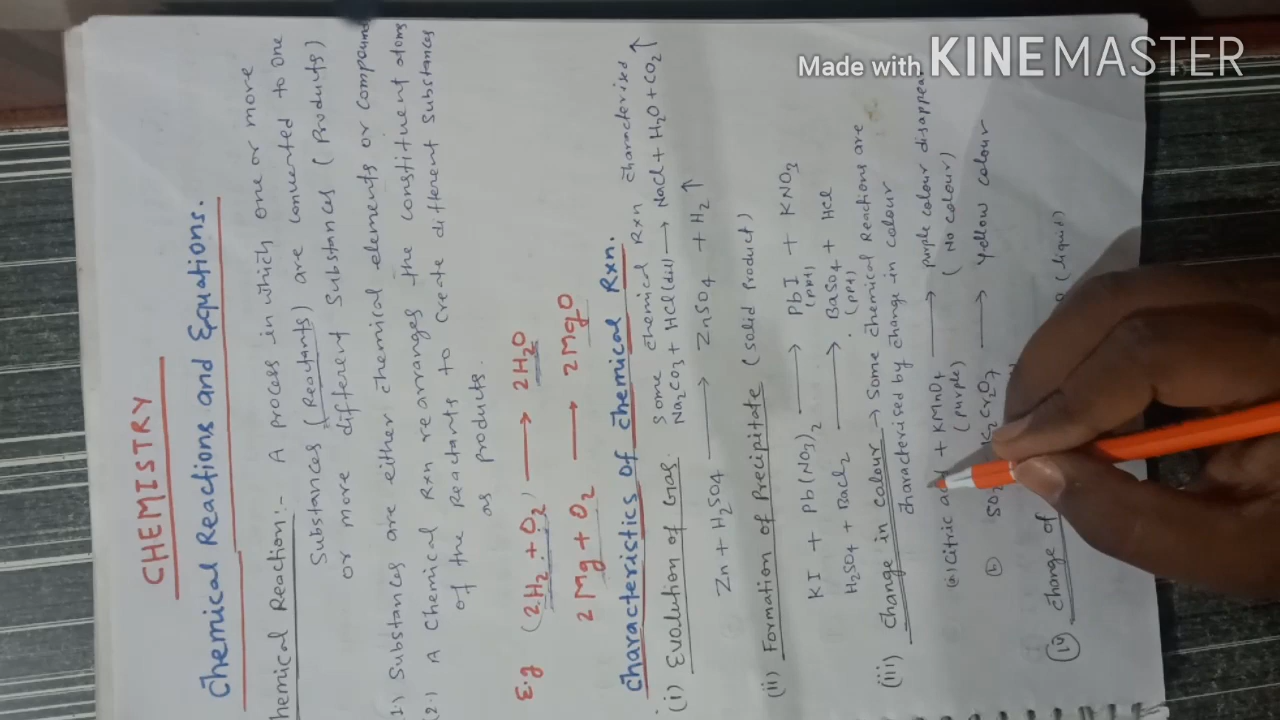 Made with KINEMASTER
CHEMISTRY
Chemical Reactions and Equations.
hemical Reaction:- A process in which one or more
Substances (Reactants) are converted to one
or more different Substances (Products)
1.) Substances are either chemical elements or compound
(2.) A Chemical Rxn rearranges the constituent atoms
of the Reactants to create different substances
as products.
E.g (2H2 + O2) → 2H2O
2Mg + O2 → 2MgO
Characteristics of Chemical Rxn.
(i) Evalution of Gas. Some chemical Rxn characterised
Na2CO3 + HCl(dil) → NaCl + H2O + CO2 ↑
Zn + H2SO4 → ZnSO4 + H2 ↑
(ii) Formation of Precipitate (solid product)
KI + Pb(NO3)2 → PbI + KNO3
(PPt)
H2SO4 + BaCl2 → BaSO4 + HCl
(PPt)
(iii) Change in colour → Some chemical Reactions are
characterised by change in colour
(a) Citric + KMnO4 → purple colour disappear
(purple) (No colour)
(b) K2Cr2O7 → Yellow colour
(iv) Change of (liquid)